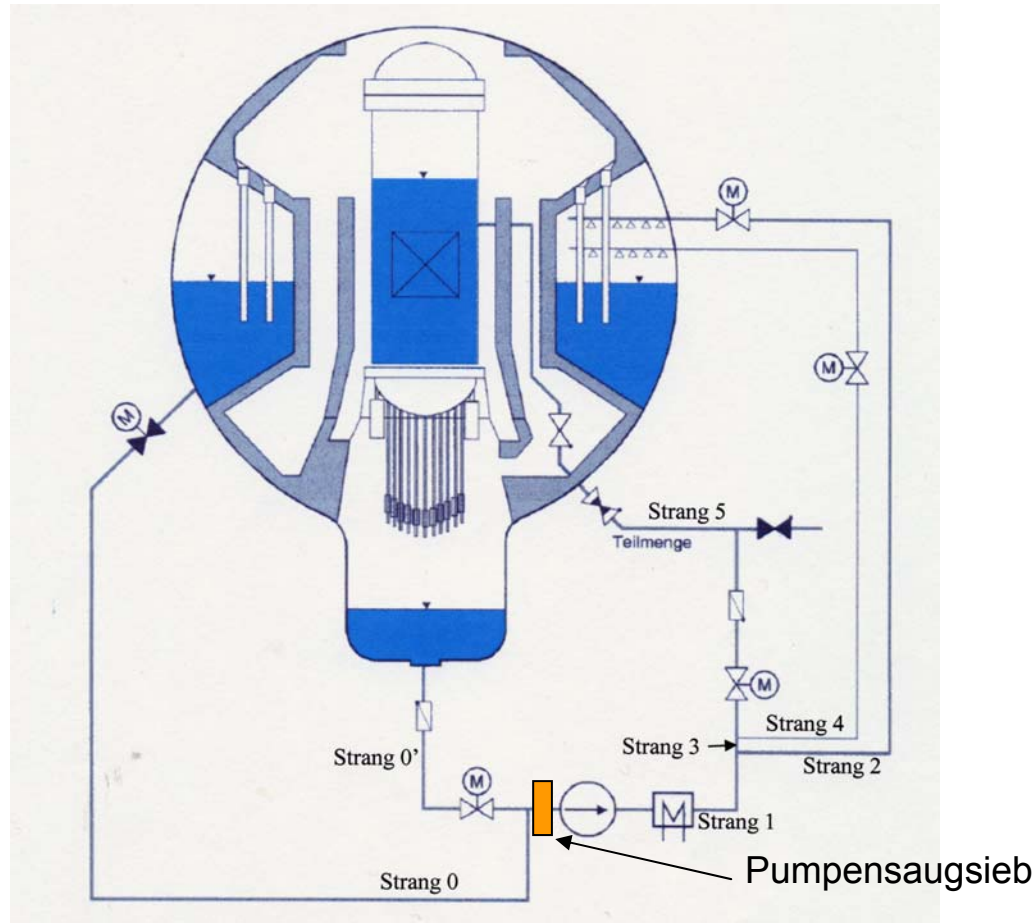 M
M
M
Strang 5
Teilmenge
M
Strang 4
Strang 3
Strang 2
Strang 0'
M
M
Strang 1
Strang 0
Pumpensaugsieb